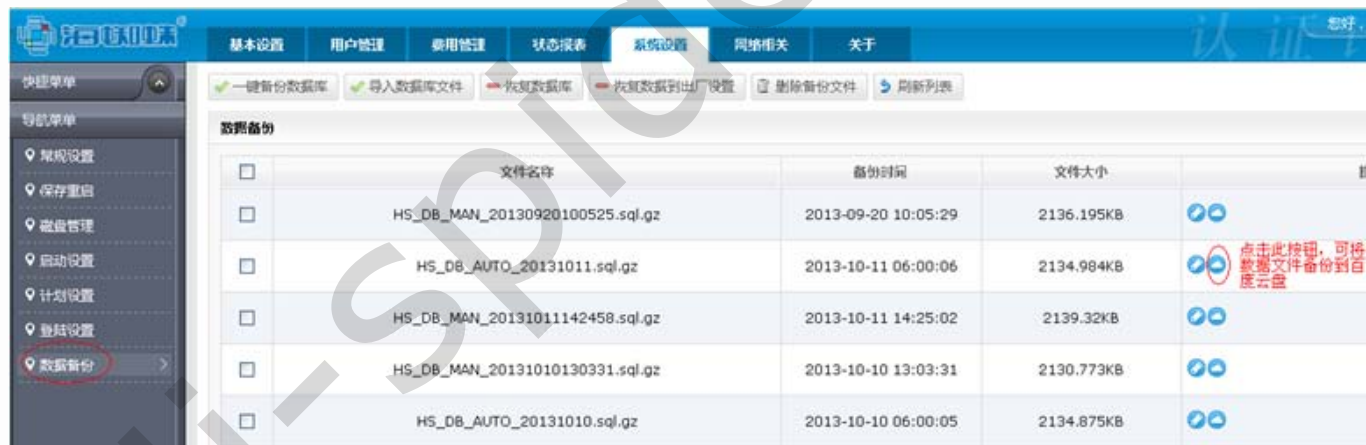 您好，
认 证
基本设置 用户管理 费用管理 状态报表 系统设置 网络相关 关于
快捷菜单
一键备份数据库 导入数据库文件 恢复数据库 恢复数据到出厂设置 删除备份文件 刷新列表
导航菜单
数据备份
常规设置
保存重启
磁盘管理
启动设置
计划设置
登陆设置
数据备份
文件名称 备份时间 文件大小
HS_DB_MAN_20130920100525.sql.gz 2013-09-20 10:05:29 2136.195KB
HS_DB_AUTO_20131011.sql.gz 2013-10-11 06:00:06 2134.984KB
点击此按钮，可将
数据文件备份到百
度云盘
HS_DB_MAN_20131011142458.sql.gz 2013-10-11 14:25:02 2139.32KB
HS_DB_MAN_20131010130331.sql.gz 2013-10-10 13:03:31 2130.773KB
HS_DB_AUTO_20131010.sql.gz 2013-10-10 06:00:05 2134.875KB